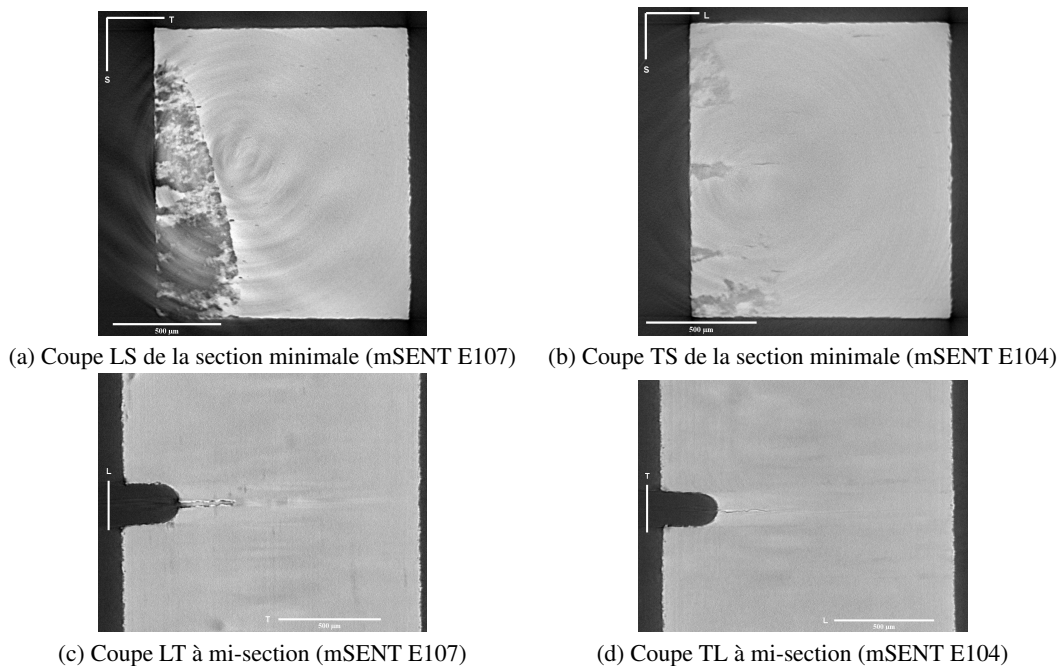 T
S
500 µm
L
S
500 µm
(a) Coupe LS de la section minimale (mSENT E107)
(b) Coupe TS de la section minimale (mSENT E104)
L
T
500 µm
T
L
500 µm
(c) Coupe LT à mi-section (mSENT E107)
(d) Coupe TL à mi-section (mSENT E104)